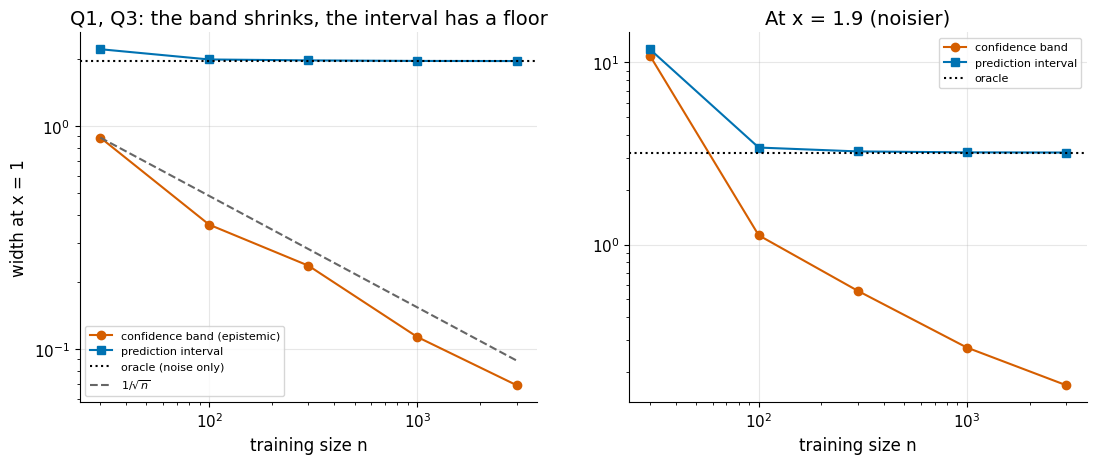 Q1, Q3: the band shrinks, the interval has a floor
width at x = 1
10⁰
10⁻¹
confidence band (epistemic)
prediction interval
oracle (noise only)
1/√n
10²
10³
training size n
At x = 1.9 (noisier)
10¹
10⁰
confidence band
prediction interval
oracle
10²
10³
training size n